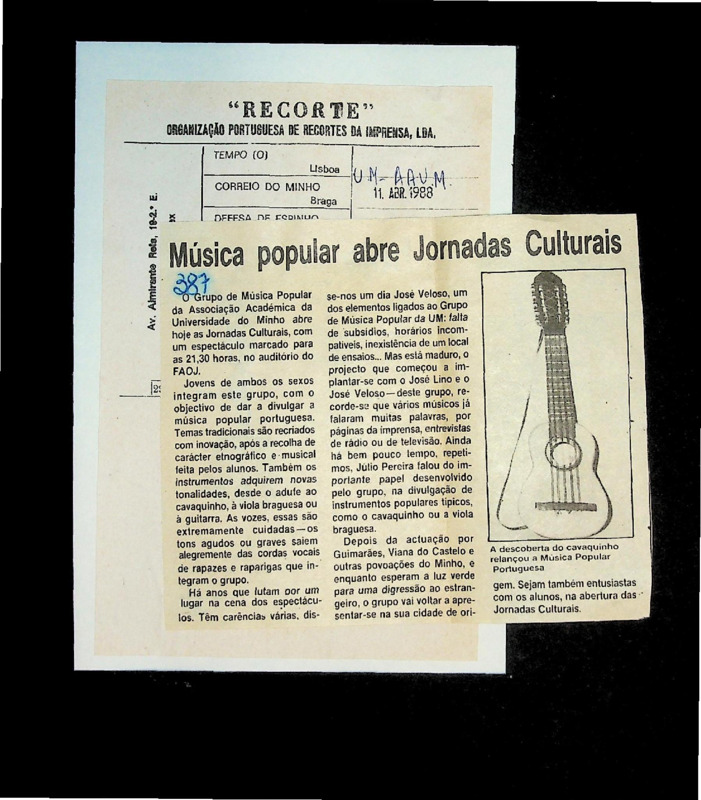 "RECORTE"
ORGANIZAÇÃO PORTUGUESA DE RECORTES DA IMPRENSA, LDA.
TEMPO (O)
Lisboa
CORREIO DO MINHO
Braga
DEFESA DE ESPINHO
UM-AAUM.
11. ABR. 1988
Av. Almirante Reis, 19-2.º E.
Música popular abre Jornadas Culturais
387
O Grupo de Música Popular
da Associação Académica da
Universidade do Minho abre
hoje as Jornadas Culturais, com
um espectáculo marcado para
as 21,30 horas, no auditório do
FAOJ.
Jovens de ambos os sexos
integram este grupo, com o
objectivo de dar a divulgar a
música popular portuguesa.
Temas tradicionais são recriados
com inovação, após a recolha de
carácter etnográfico e musical
feita pelos alunos. Também os
instrumentos adquirem novas
tonalidades, desde o adufe ao
cavaquinho, à viola braguesa ou
à guitarra. As vozes, essas são
extremamente cuidadas — os
tons agudos ou graves saiem
alegremente das cordas vocais
de rapazes e raparigas que in-
tegram o grupo.
Há anos que lutam por um
lugar na cena dos espectácu-
los. Têm carências várias, dis-
se-nos um dia José Veloso, um
dos elementos ligados ao Grupo
de Música Popular da UM: falta
de subsídios, horários incom-
patíveis, inexistência de um local
de ensaios... Mas está maduro, o
projecto que começou a im-
plantar-se com o José Lino e o
José Veloso — deste grupo, re-
corde-se que vários músicos já
falaram muitas palavras, por
páginas da imprensa, entrevistas
de rádio ou de televisão. Ainda
há bem pouco tempo, repeti-
mos, Júlio Pereira falou do im-
portante papel desenvolvido
pelo grupo, na divulgação de
instrumentos populares típicos,
como o cavaquinho ou a viola
braguesa.
Depois da actuação por
Guimarães, Viana do Castelo e
outras povoações do Minho, e
enquanto esperam a luz verde
para uma digressão ao estran-
geiro, o grupo vai voltar a apre-
sentar-se na sua cidade de ori-
A descoberta do cavaquinho
relançou a Música Popular
Portuguesa
gem. Sejam também entusiastas
com os alunos, na abertura das
Jornadas Culturais.